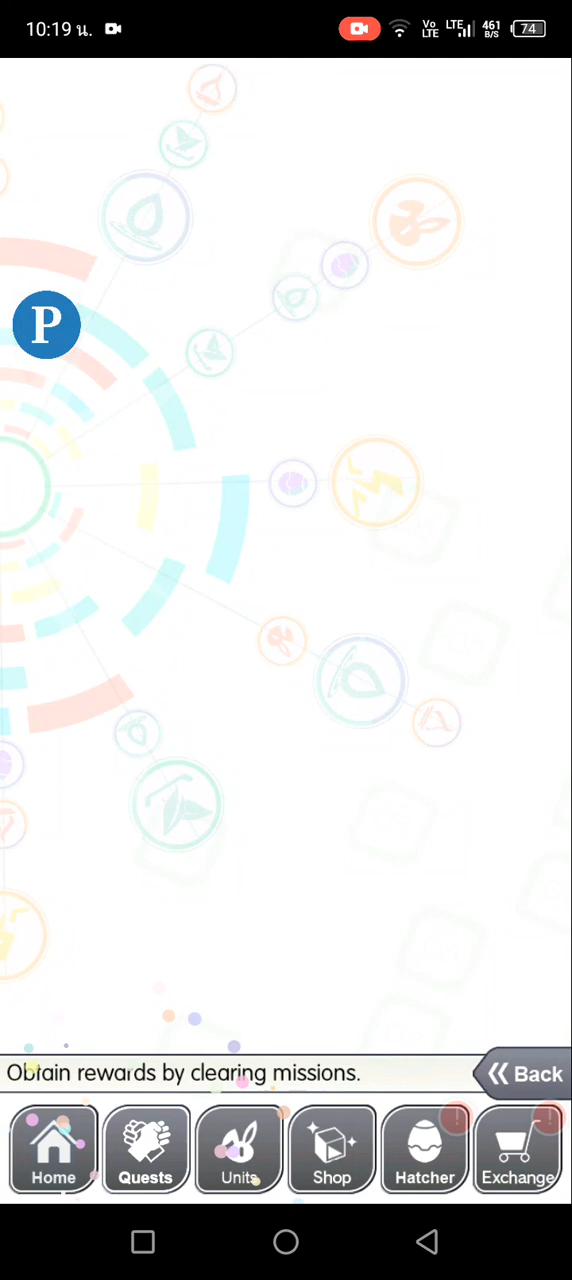 10:19 น.
Vo LTE LTE 461 B/S 74
P
Obtain rewards by clearing missions.
Back
Home Quests Units Shop Hatcher Exchange